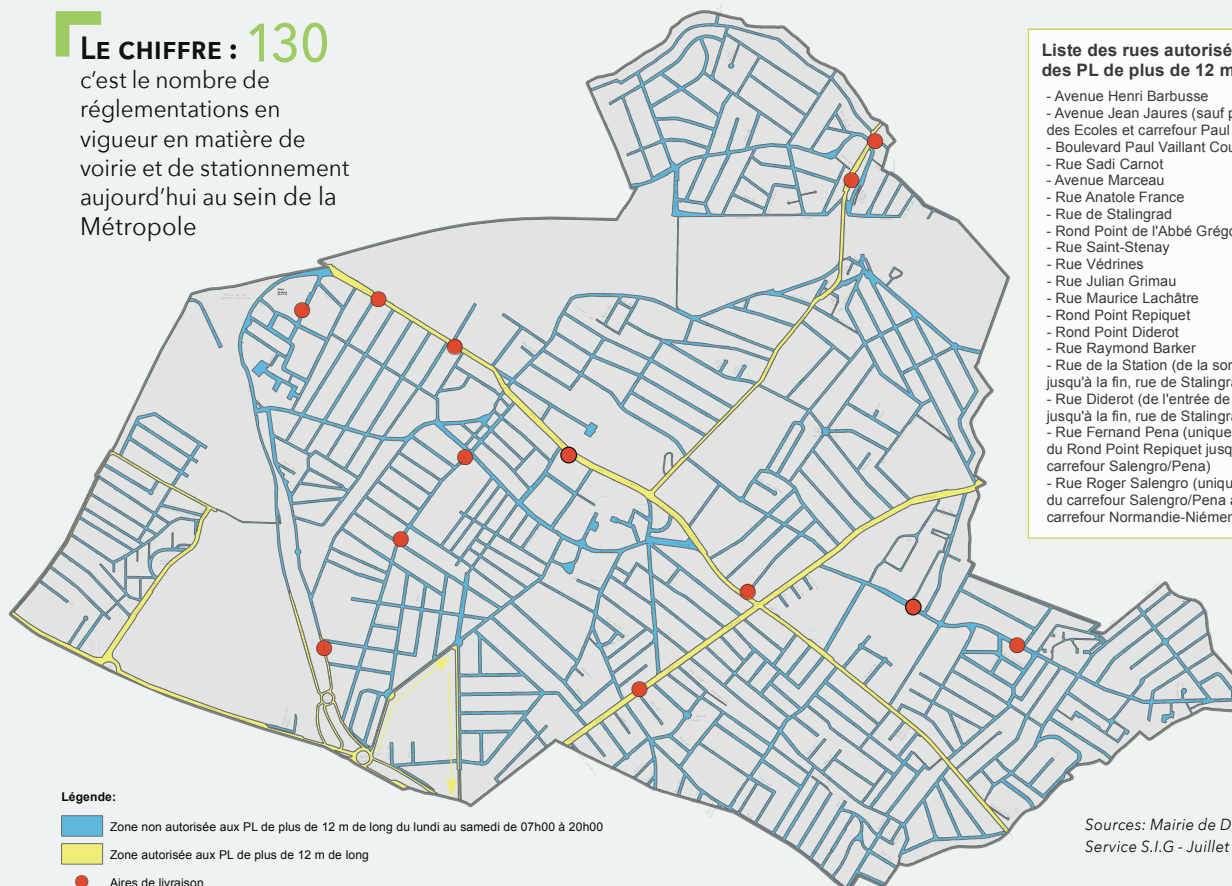 LE CHIFFRE : 130
c'est le nombre de
réglementations en
vigueur en matière de
voirie et de stationnement
aujourd'hui au sein de la
Métropole
Liste des rues autorisé
des PL de plus de 12 m
- Avenue Henri Barbusse
- Avenue Jean Jaures (sauf p
des Ecoles et carrefour Paul
- Boulevard Paul Vaillant Cou
- Rue Sadi Carnot
- Avenue Marceau
- Rue Anatole France
- Rue de Stalingrad
- Rond Point de l'Abbé Grégo
- Rue Saint-Stenay
- Rue Védrines
- Rue Julian Grimau
- Rue Maurice Lachâtre
- Rond Point Repiquet
- Rond Point Diderot
- Rue Raymond Barker
- Rue de la Station (de la sor
jusqu'à la fin, rue de Stalingra
- Rue Diderot (de l'entrée de
jusqu'à la fin, rue de Stalingra
- Rue Fernand Pena (unique
du Rond Point Repiquet jusq
carrefour Salengro/Pena)
- Rue Roger Salengro (uniqu
du carrefour Salengro/Pena a
carrefour Normandie-Niémen
Légende:
Zone non autorisée aux PL de plus de 12 m de long du lundi au samedi de 07h00 à 20h00
Zone autorisée aux PL de plus de 12 m de long
Aires de livraison
Sources: Mairie de D
Service S.I.G - Juillet